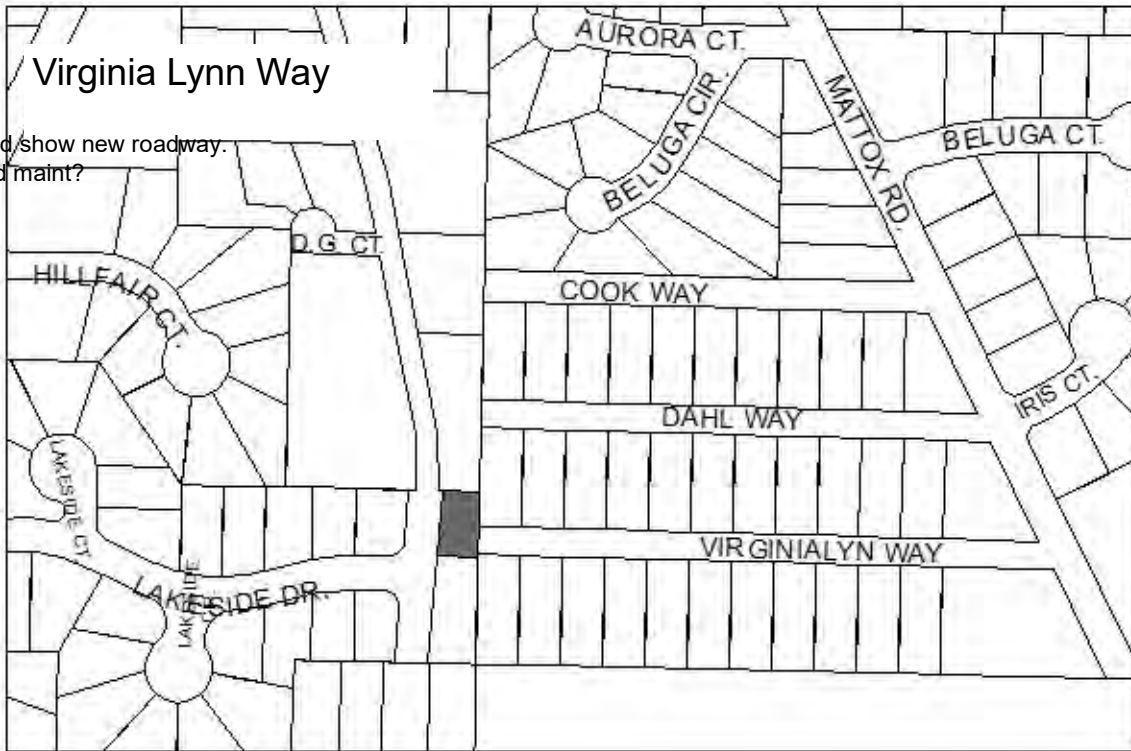 Virginia Lynn Way
d show new roadway.
d maint?
AURORA CT.
BELUGA CIR.
MATTOX RD.
BELUGA CT.
D.G. CT.
HILLFAIR CT.
COOK WAY
DAHL WAY
IRIS CT.
LAKESIDE CT
VIRGINIALYN WAY
LAKESIDE DR.
LAKESIDE